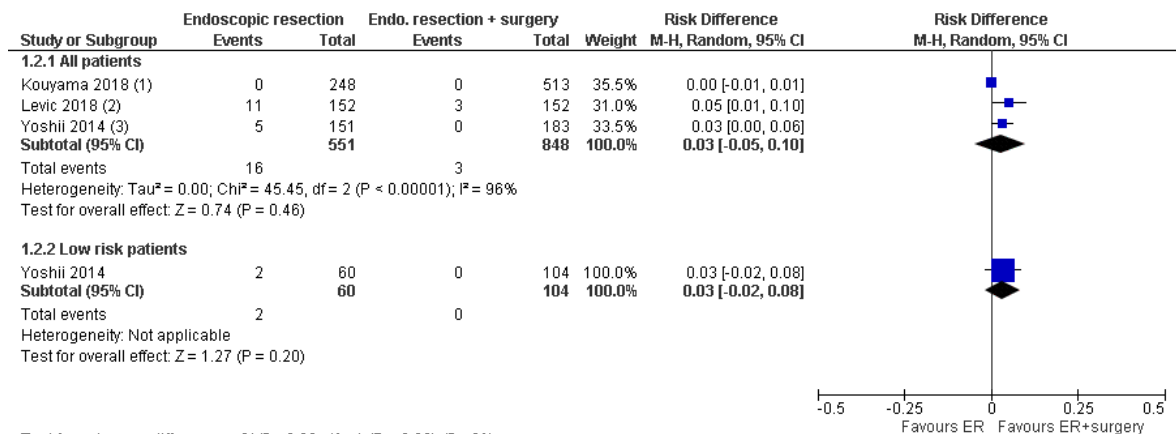 Endoscopic resection Endo. resection + surgery Risk Difference Risk Difference
Study or Subgroup Events Total Events Total Weight M-H, Random, 95% CI M-H, Random, 95% CI
1.2.1 All patients
Kouyama 2018 (1) 0 248 0 513 35.5% 0.00 [-0.01, 0.01]
Levic 2018 (2) 11 152 3 152 31.0% 0.05 [0.01, 0.10]
Yoshii 2014 (3) 5 151 0 183 33.5% 0.03 [0.00, 0.06]
Subtotal (95% CI) 551 848 100.0% 0.03 [-0.05, 0.10]
Total events 16 3
Heterogeneity: Tau² = 0.00; Chi² = 45.45, df = 2 (P < 0.00001); I² = 96%
Test for overall effect: Z = 0.74 (P = 0.46)
1.2.2 Low risk patients
Yoshii 2014 2 60 0 104 100.0% 0.03 [-0.02, 0.08]
Subtotal (95% CI) 60 104 100.0% 0.03 [-0.02, 0.08]
Total events 2 0
Heterogeneity: Not applicable
Test for overall effect: Z = 1.27 (P = 0.20)
-0.5 -0.25 0 0.25 0.5
Favours ER Favours ER+surgery